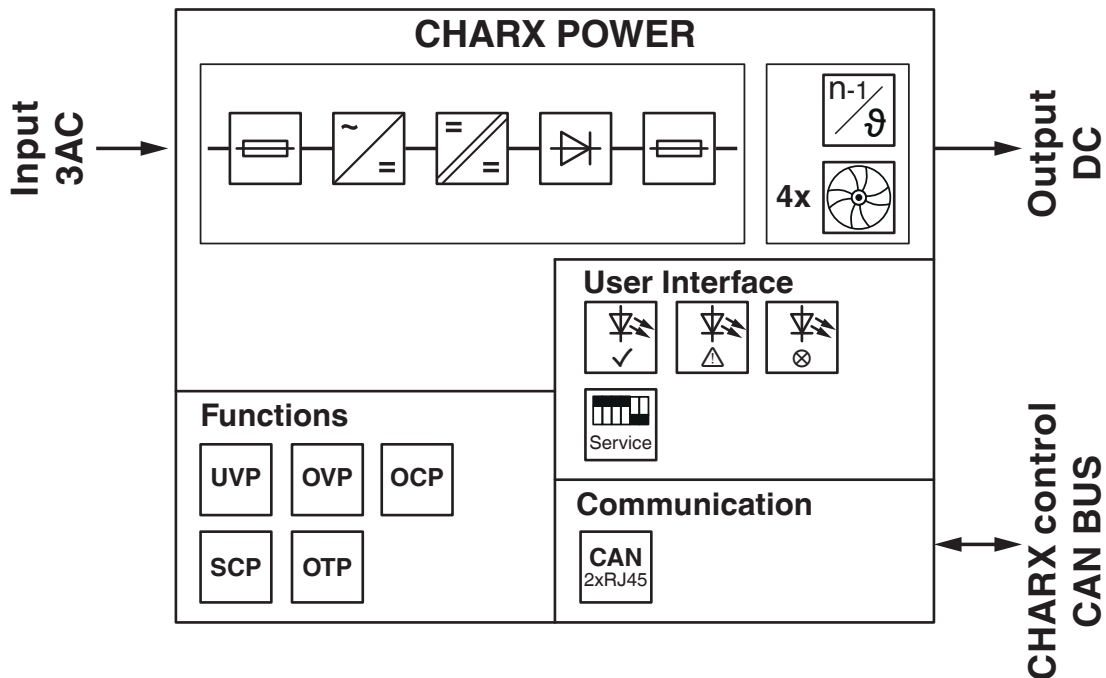 CHARX POWER
Input
3AC
~
=
=
=
n-1
ϑ
4x
Output
DC
User Interface
Service
Functions
UVP
OVP
OCP
SCP
OTP
Communication
CAN
2xRJ45
CHARX control
CAN BUS